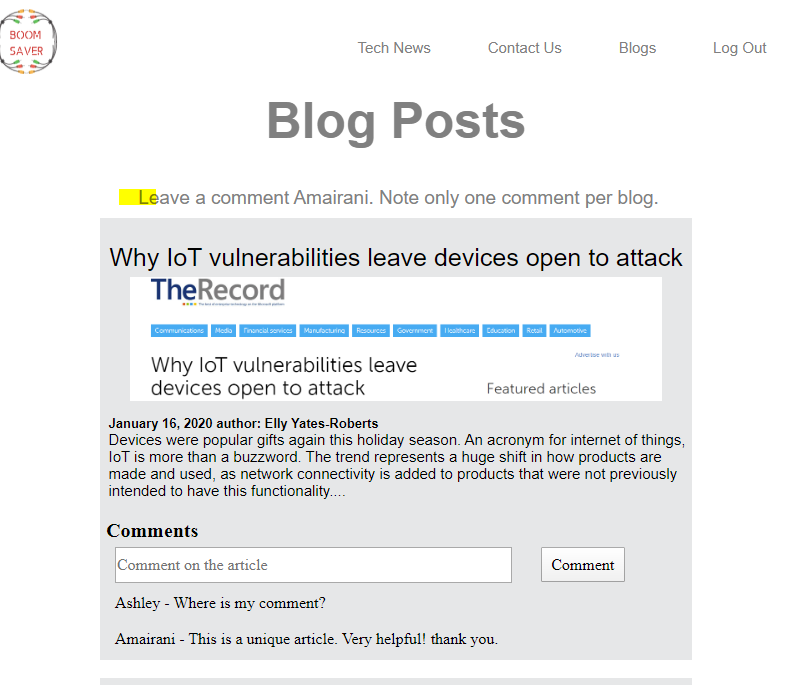 BOOM
SAVER
Tech News Contact Us Blogs Log Out
Blog Posts
Leave a comment Amairani. Note only one comment per blog.
Why IoT vulnerabilities leave devices open to attack
TheRecord
The best of enterprise technology on the Microsoft platform
Communications Media Financial services Manufacturing Resources Government Healthcare Education Retail Automotive
Advertise with us
Why IoT vulnerabilities leave
devices open to attack
Featured articles
January 16, 2020 author: Elly Yates-Roberts
Devices were popular gifts again this holiday season. An acronym for internet of things,
IoT is more than a buzzword. The trend represents a huge shift in how products are
made and used, as network connectivity is added to products that were not previously
intended to have this functionality....
Comments
Comment on the article Comment
Ashley - Where is my comment?
Amairani - This is a unique article. Very helpful! thank you.